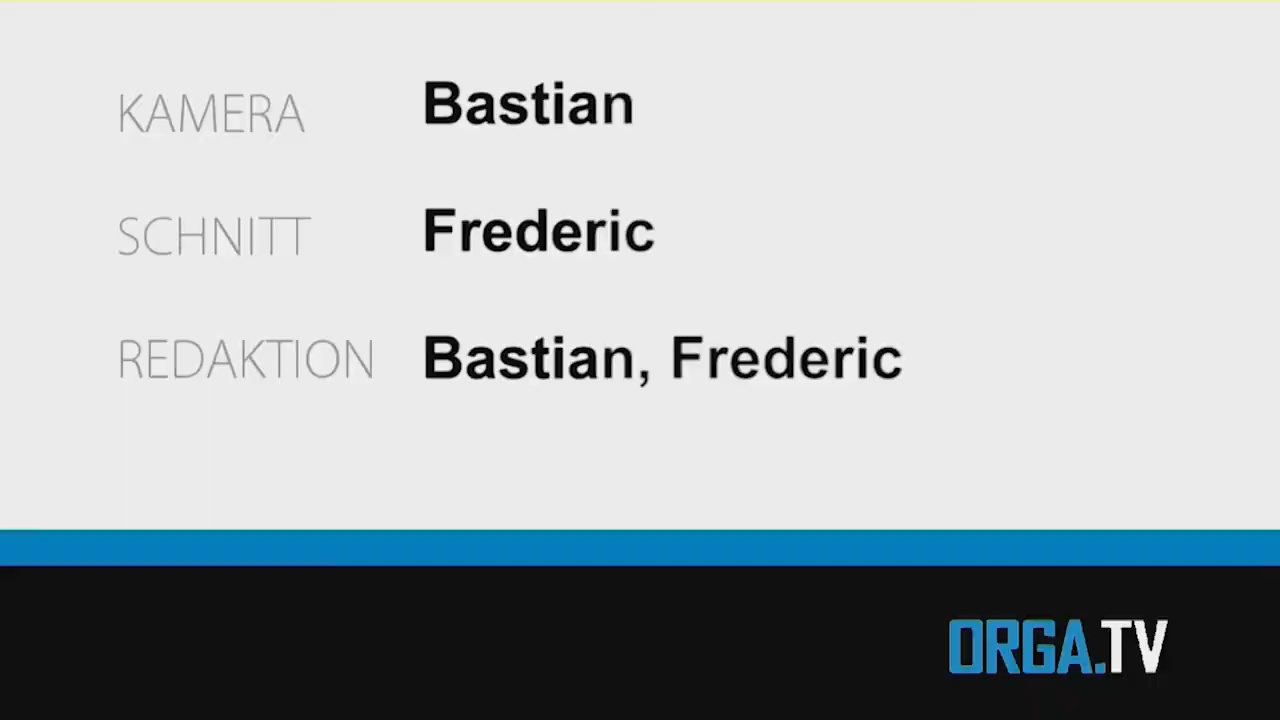 KAMERA Bastian
SCHNITT Frederic
REDAKTION Bastian, Frederic
ORGA.TV